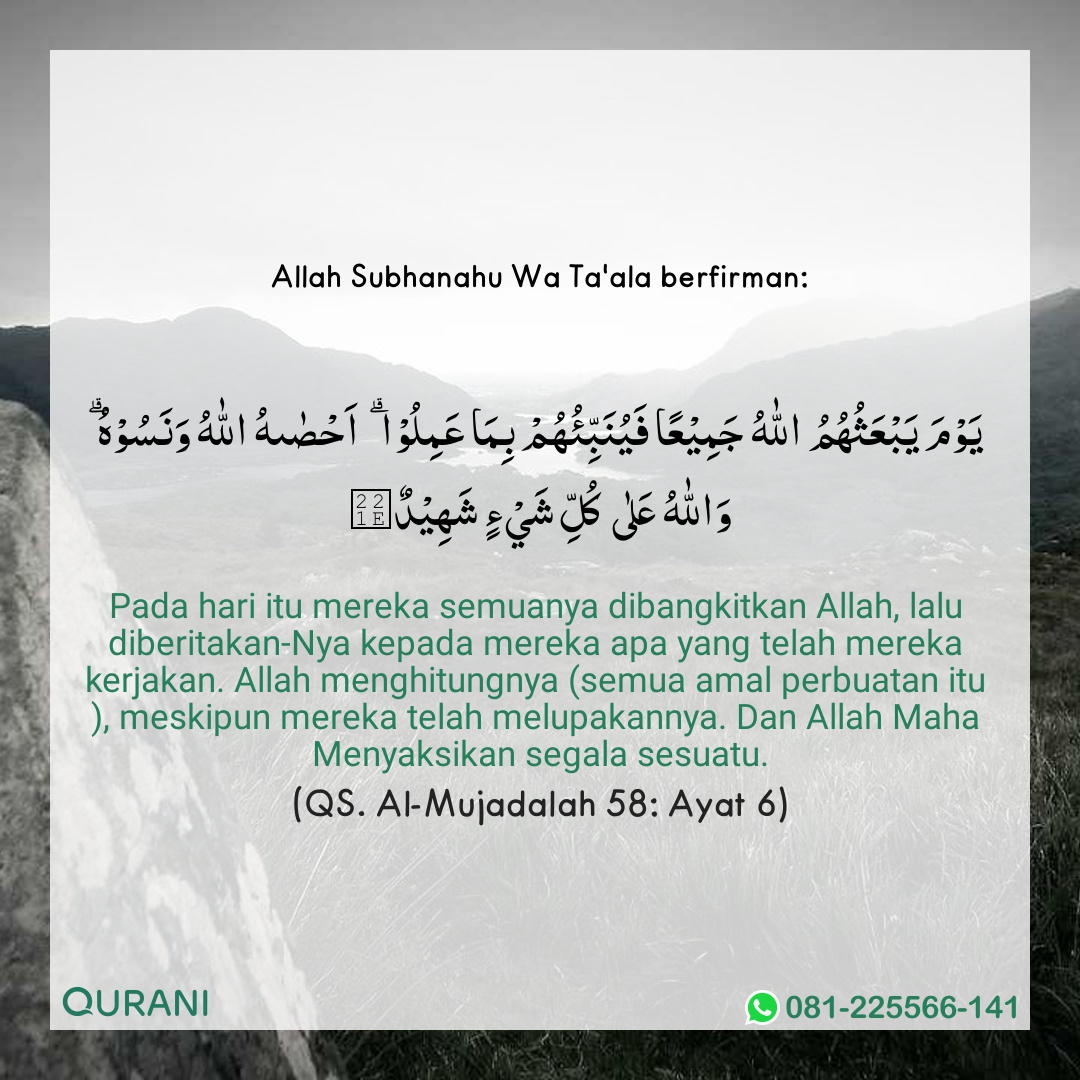 Allah Subhanahu Wa Ta'ala berfirman:
يَوْمَ يَبْعَثُهُمُ اللّٰهُ جَمِيْعًا فَيُنَبِّئُهُمْ بِمَا عَمِلُوْا ۗ اَحْصٰىهُ اللّٰهُ وَنَسُوْهُ ۗ
وَاللّٰهُ عَلٰى كُلِّ شَيْءٍ شَهِيْدٌ∞
Pada hari itu mereka semuanya dibangkitkan Allah, lalu
diberitakan-Nya kepada mereka apa yang telah mereka
kerjakan. Allah menghitungnya (semua amal perbuatan itu
), meskipun mereka telah melupakannya. Dan Allah Maha
Menyaksikan segala sesuatu.
(QS. Al-Mujadalah 58: Ayat 6)
QURANI
081-225566-141